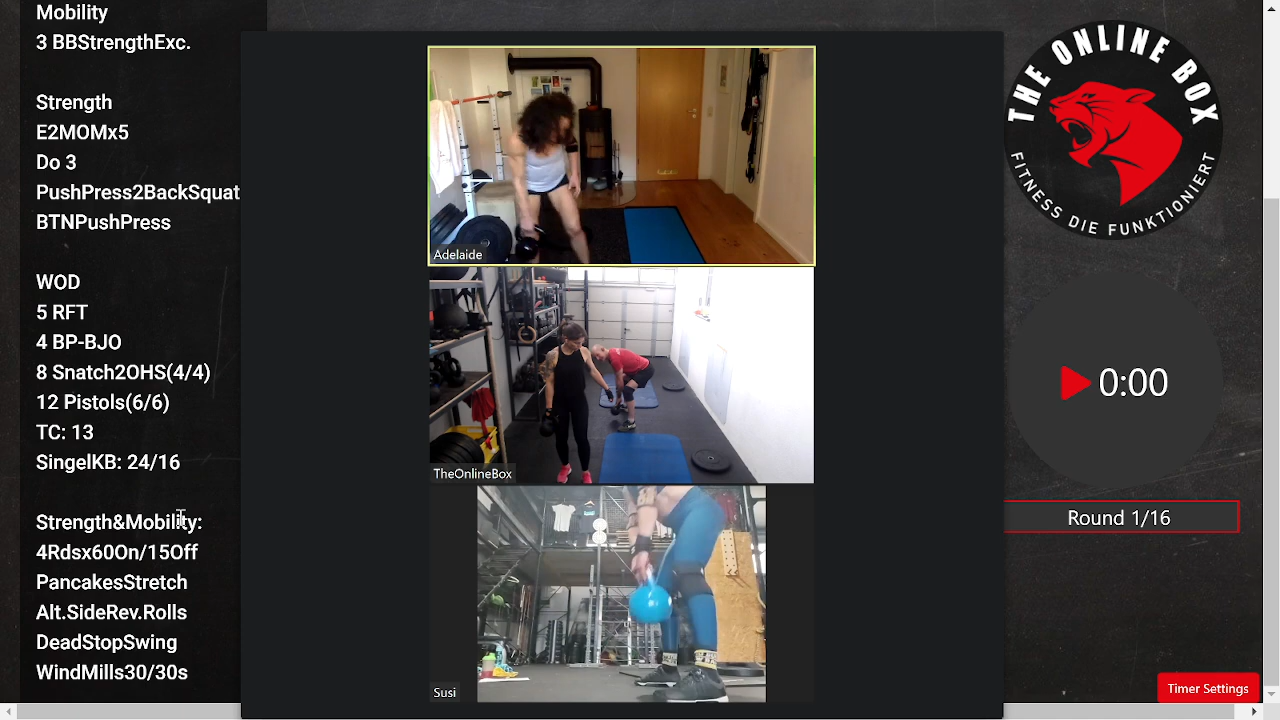 Mobility
3 BBStrengthExc.
Strength
E2MOMx5
Do 3
PushPress2BackSquat
BTNPushPress
WOD
5 RFT
4 BP-BJO
8 Snatch2OHS(4/4)
12 Pistols(6/6)
TC: 13
SingelKB: 24/16
Strength&Mobility:
4Rdsx60On/15Off
PancakesStretch
Alt.SideRev.Rolls
DeadStopSwing
WindMills30/30s
Adelaide
TheOnlineBox
Susi
THE ONLINE BOX
FITNESS DIE FUNKTIONIERT
0:00
Round 1/16
Timer Settings